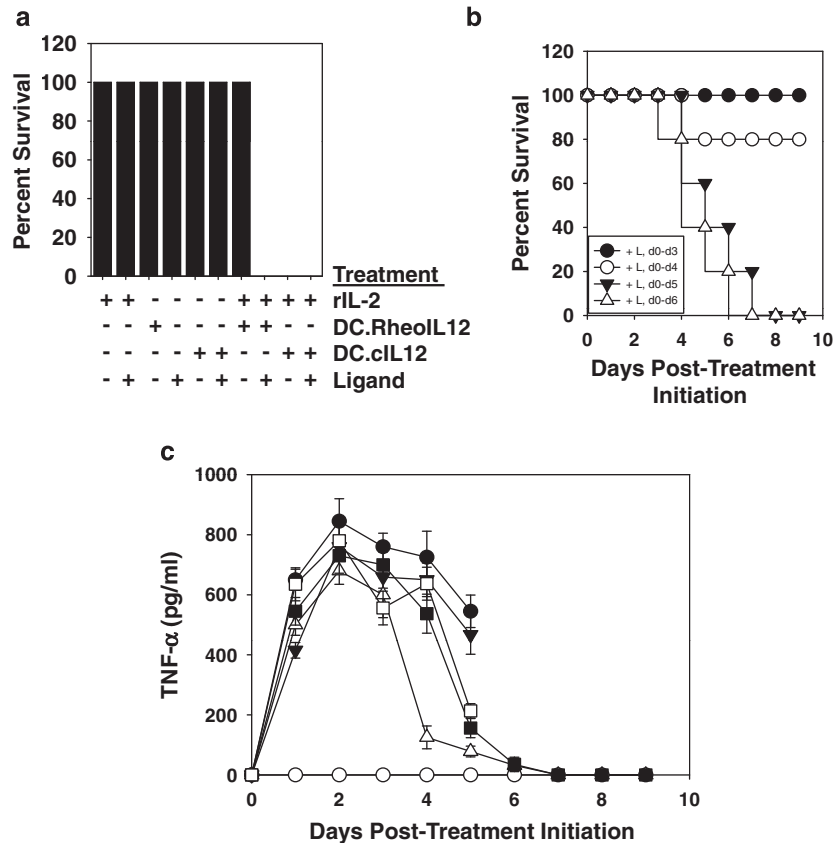 a
120
100
80
60
40
20
0
Percent Survival
Treatment
+ + - - - - + + + + rIL-2
- - + - - - + + - - DC.RheoIL12
- - - - + + - - + + DC.cIL12
- + - + - + - + - + Ligand
b
120
100
80
60
40
20
0
Percent Survival
+ L, d0-d3
+ L, d0-d4
+ L, d0-d5
+ L, d0-d6
0 2 4 6 8 10
Days Post-Treatment
Initiation
c
1000
800
600
400
200
0
TNF-α (pg/ml)
0 2 4 6 8 10
Days Post-Treatment Initiation